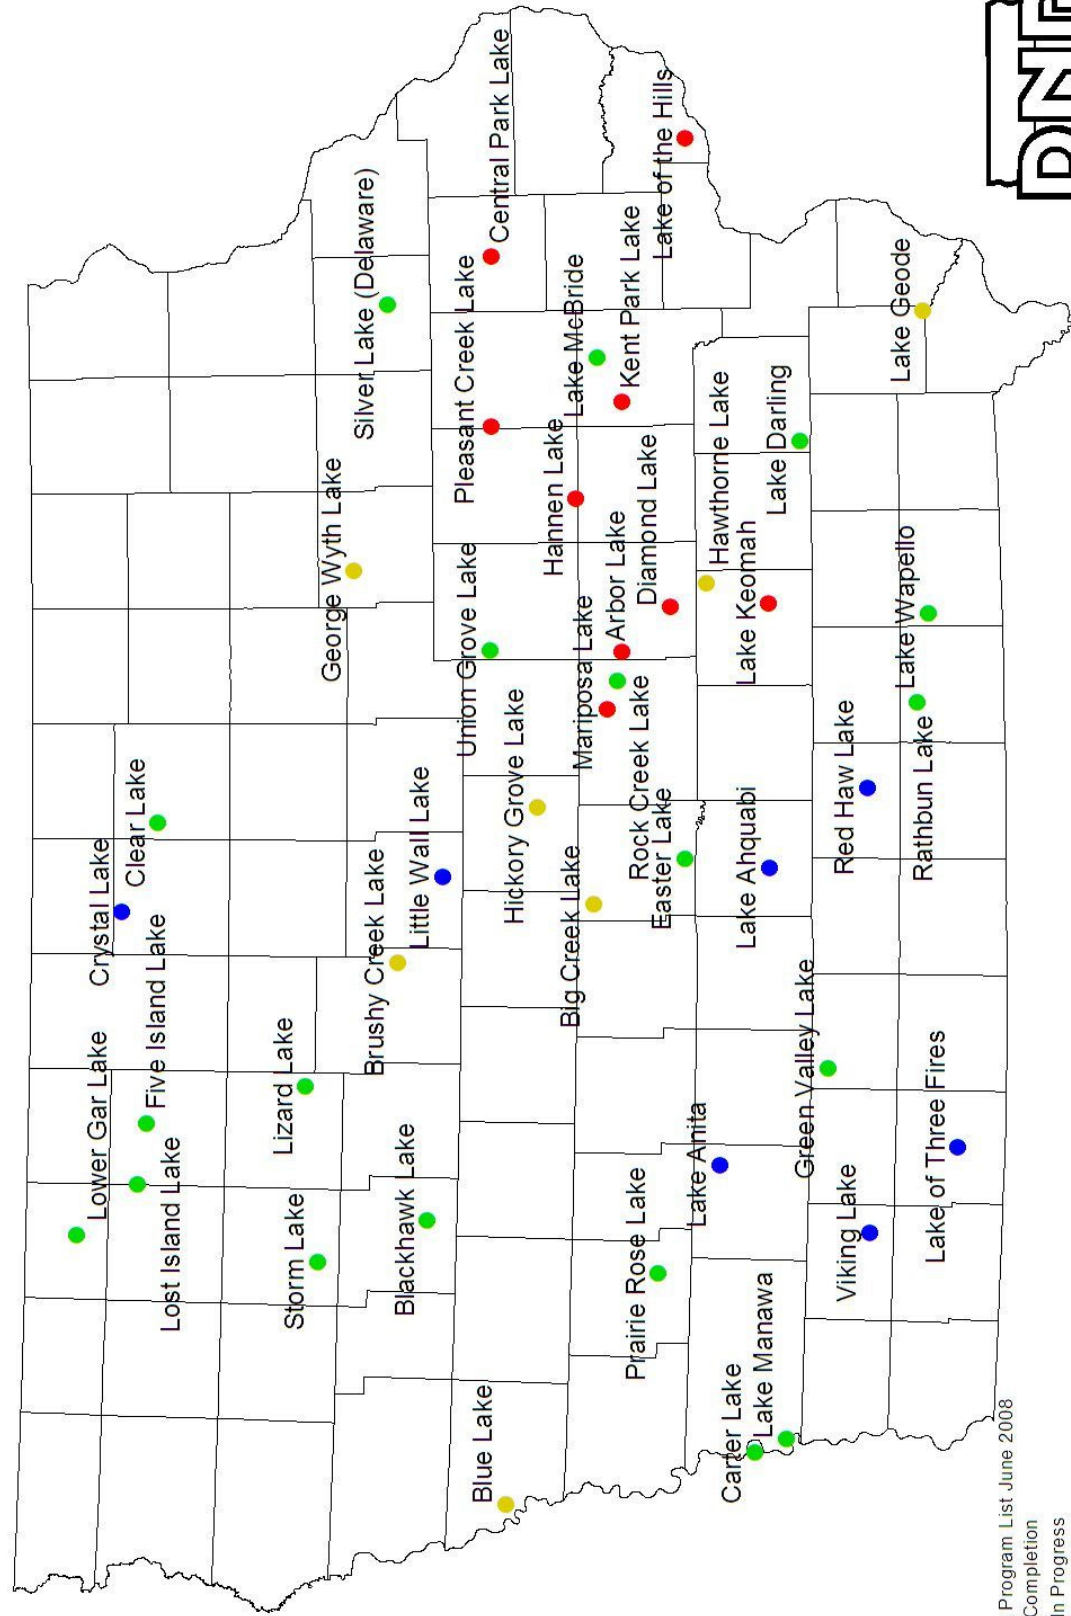 Lower Gar Lake
Lost Island Lake
Five Island Lake
Crystal Lake
Clear Lake
Storm Lake
Lizard Lake
Blackhawk Lake
Brushy Creek Lake
Little Wall Lake
George Wyth Lake
Silver Lake (Delaware)
Blue Lake
Hickory Grove Lake
Union Grove Lake
Pleasant Creek Lake
Central Park Lake
Big Creek Lake
Hannen Lake
Lake McBride
Mariposa Lake
Arbor Lake
Kent Park Lake
Prairie Rose Lake
Rock Creek Lake
Diamond Lake
Easter Lake
Lake of the Hills
Lake Anita
Hawthorne Lake
Carter Lake
Lake Manawa
Lake Ahquabi
Lake Keomah
Lake Darling
Green Valley Lake
Viking Lake
Red Haw Lake
Lake Wapello
Lake Geode
Rathbun Lake
Lake of Three Fires
Program List June 2008
Completion
In Progress